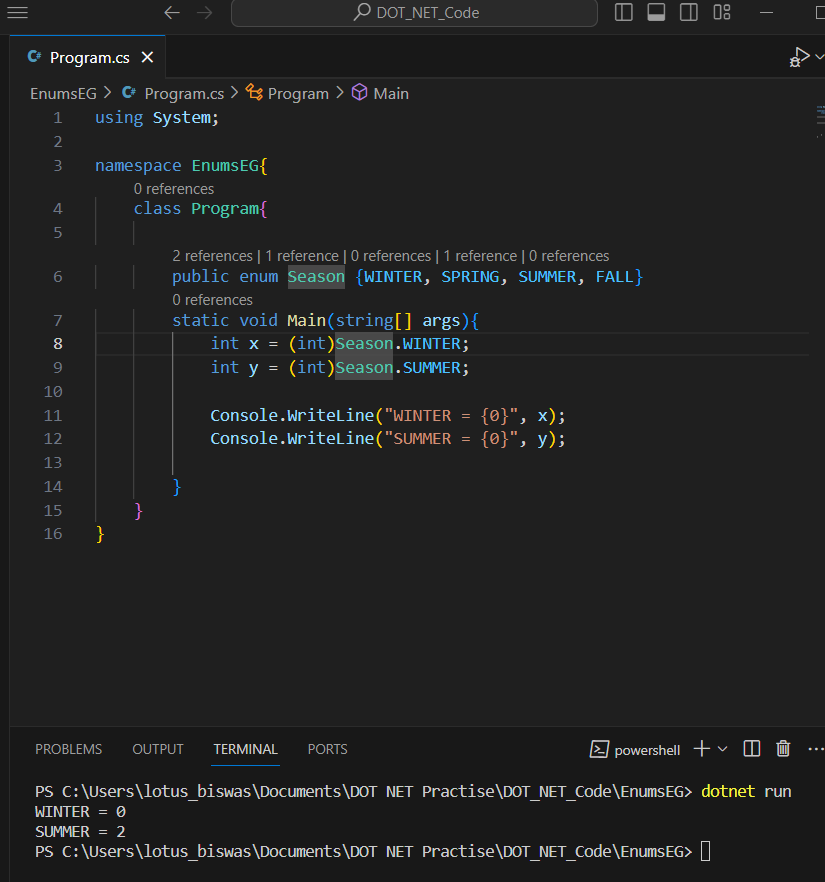 DOT_NET_Code
Program.cs
EnumsEG > Program.cs > Program > Main
1 using System;
2
3 namespace EnumsEG{
0 references
4 class Program{
5
2 references | 1 reference | 0 references | 1 reference | 0 references
6 public enum Season {WINTER, SPRING, SUMMER, FALL}
0 references
7 static void Main(string[] args){
8 int x = (int)Season.WINTER;
9 int y = (int)Season.SUMMER;
10
11 Console.WriteLine("WINTER = {0}", x);
12 Console.WriteLine("SUMMER = {0}", y);
13
14 }
15 }
16 }
PROBLEMS OUTPUT TERMINAL PORTS powershell
PS C:\Users\lotus_biswas\Documents\DOT NET Practise\DOT_NET_Code\EnumsEG> dotnet run
WINTER = 0
SUMMER = 2
PS C:\Users\lotus_biswas\Documents\DOT NET Practise\DOT_NET_Code\EnumsEG>